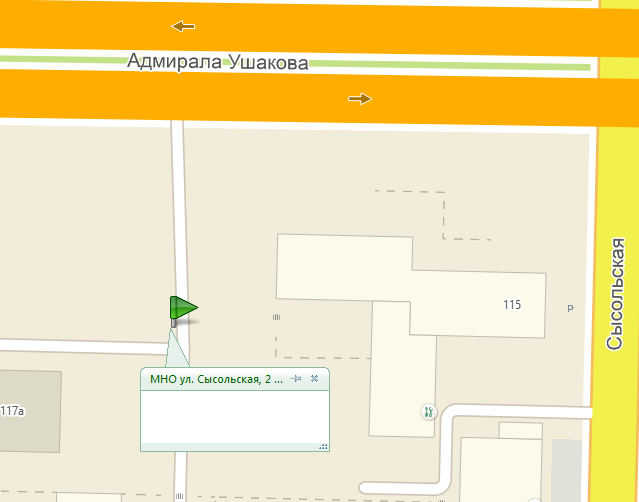 Адмирала Ушакова
Сысольская
115
P
МНО ул. Сысольская, 2 ...
117а